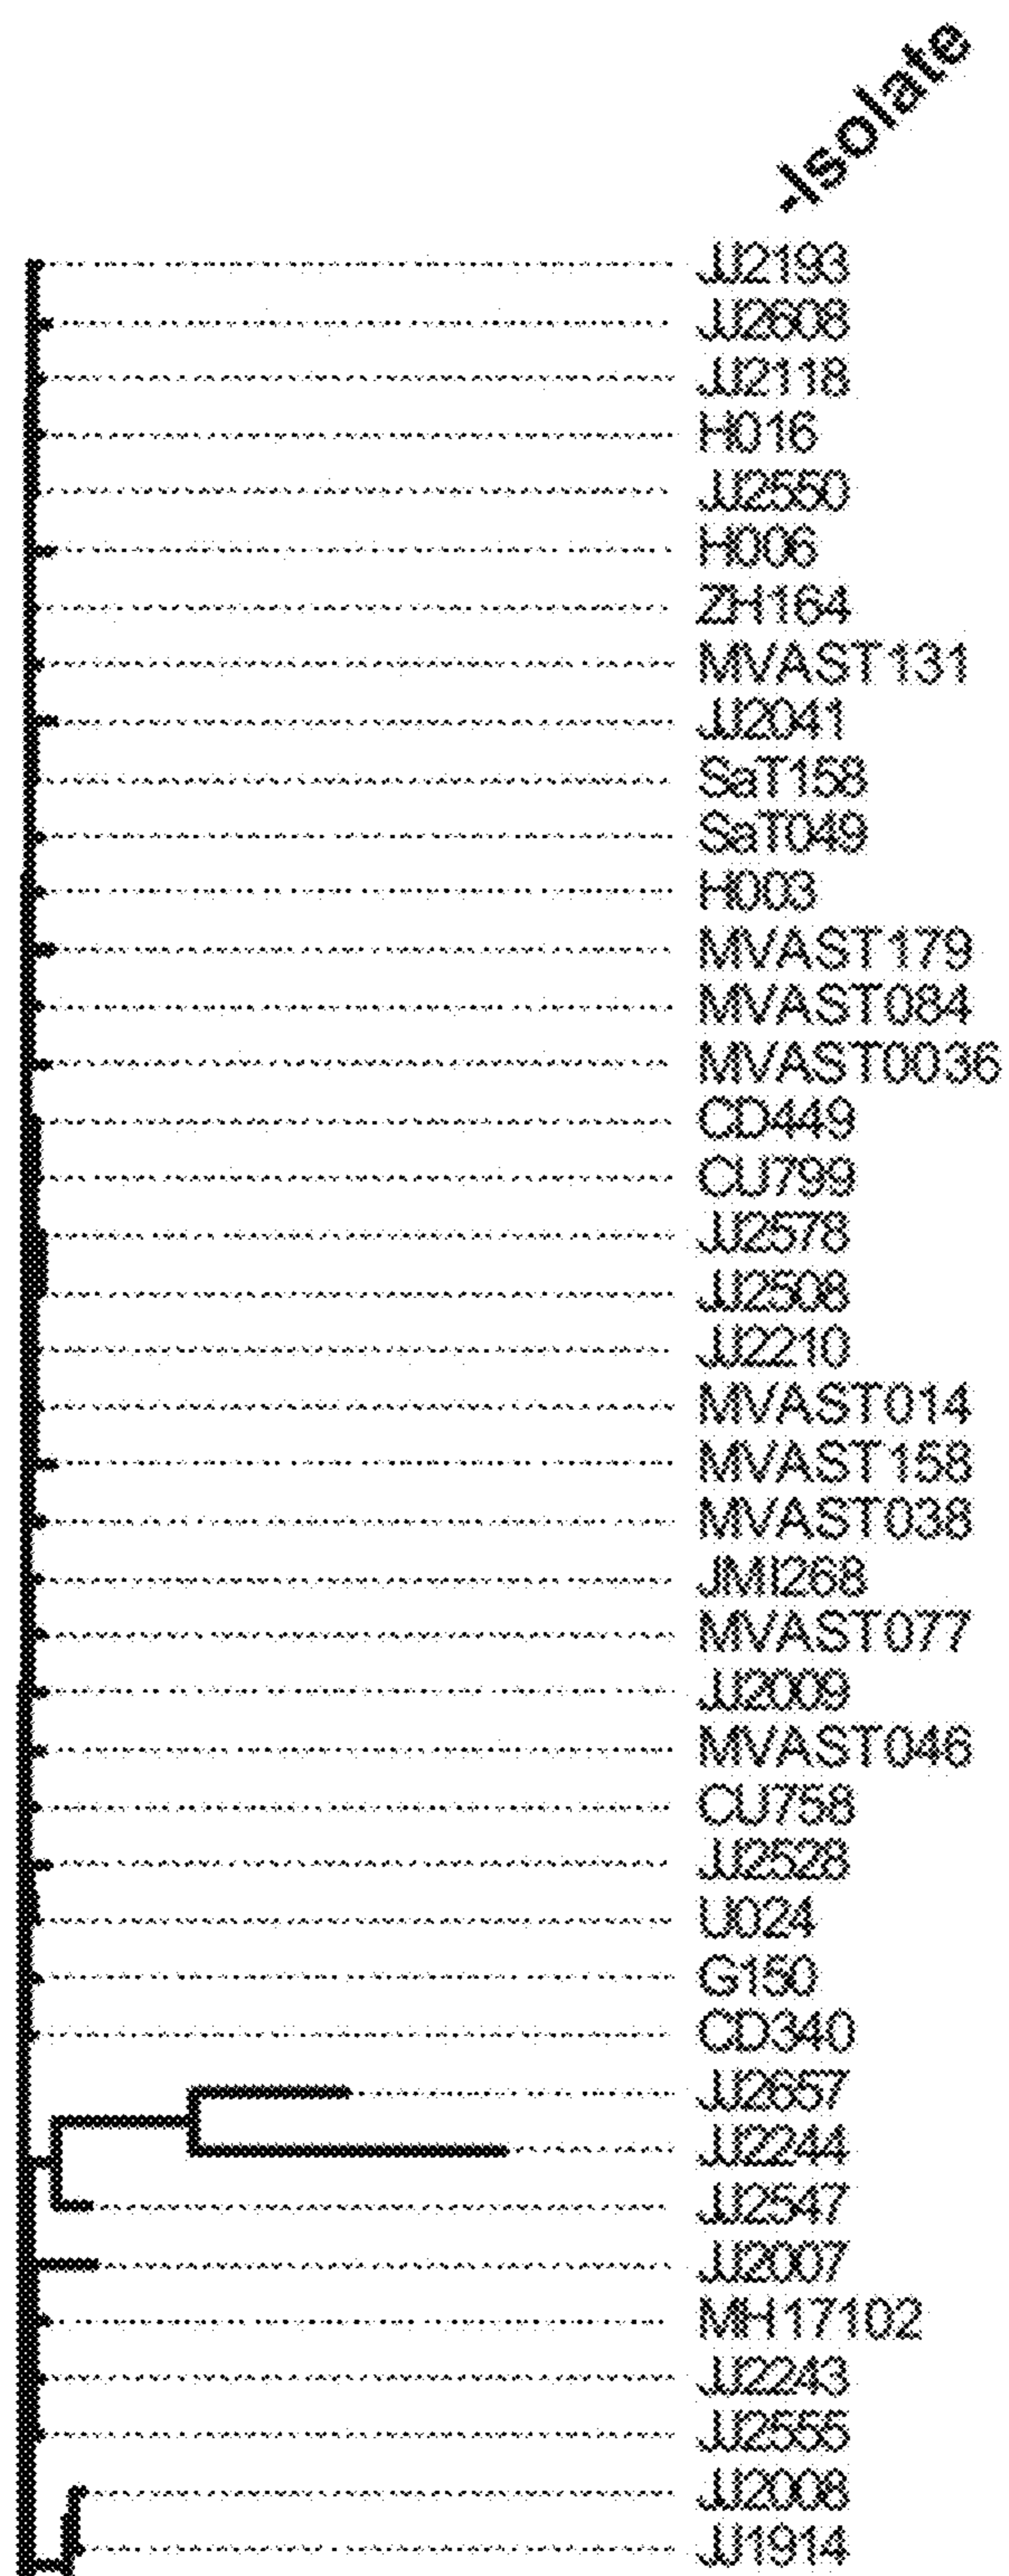 -Isolate
JJ2193
JJ2608
JJ2118
H016
JJ2550
H006
ZH164
MVAST131
JJ2041
SaT158
SaT049
H003
MVAST179
MVAST084
MVAST0036
CD449
CU799
JJ2578
JJ2508
JJ2210
MVAST014
MVAST158
MVAST038
JMI268
MVAST077
JJ2009
MVAST046
CU758
JJ2528
U024
G150
CD340
JJ2657
JJ2244
JJ2547
JJ2007
MH17102
JJ2243
JJ2555
JJ2008
JJ1914